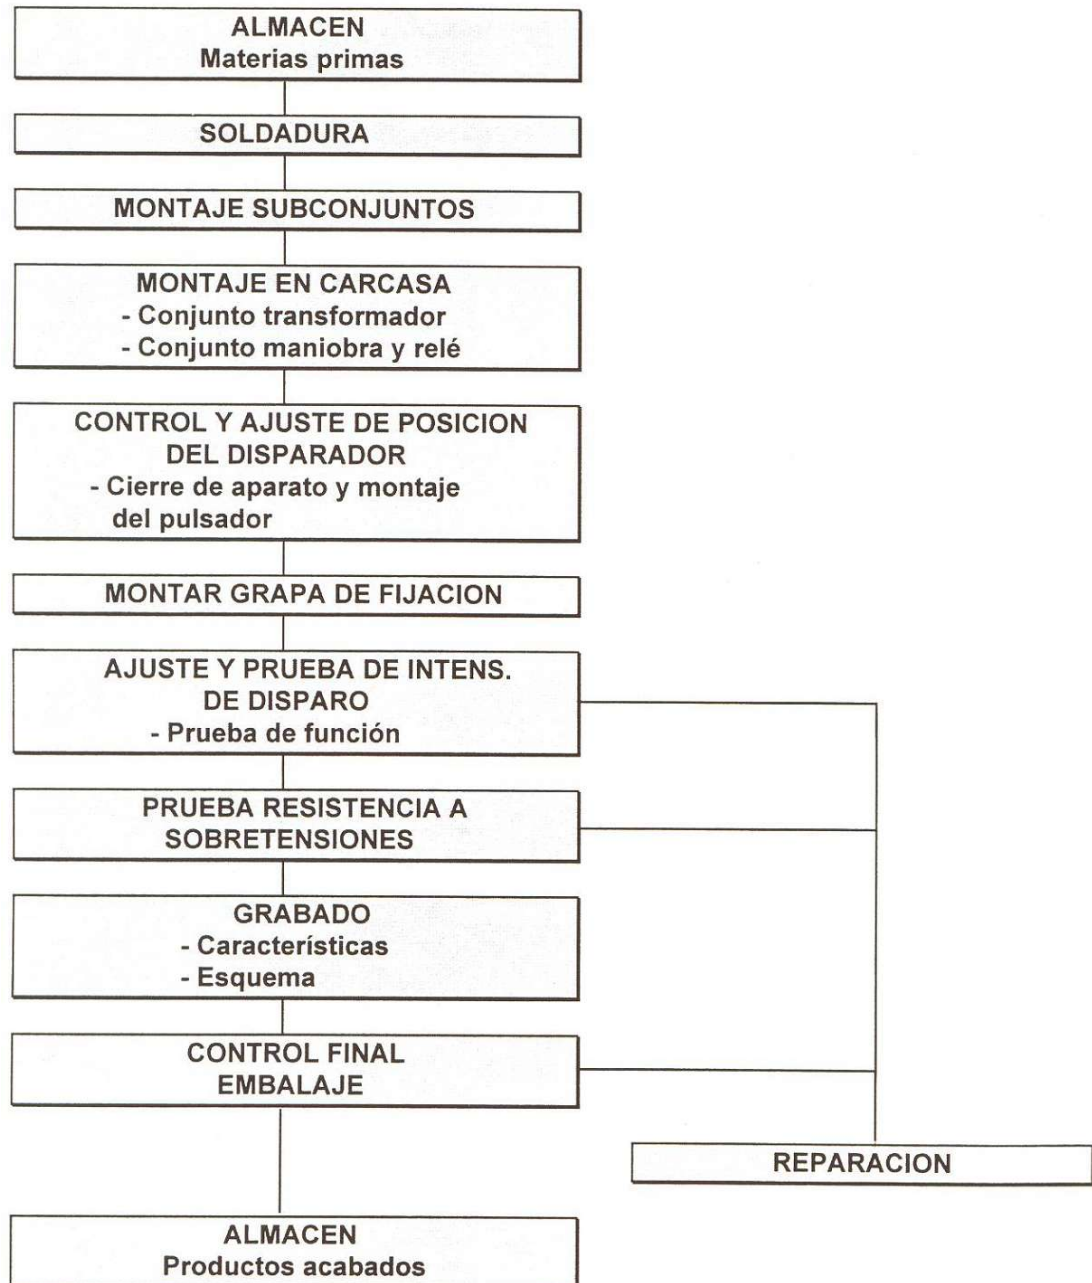 ALMACEN
Materias primas
SOLDADURA
MONTAJE SUBCONJUNTOS
MONTAJE EN CARCASA
- Conjunto transformador
- Conjunto maniobra y relé
CONTROL Y AJUSTE DE POSICION
DEL DISPARADOR
- Cierre de aparato y montaje
del pulsador
MONTAR GRAPA DE FIJACION
AJUSTE Y PRUEBA DE INTENS.
DE DISPARO
- Prueba de función
PRUEBA RESISTENCIA A
SOBRETENSIONES
GRABADO
- Características
- Esquema
CONTROL FINAL
EMBALAJE
REPARACION
ALMACEN
Productos acabados